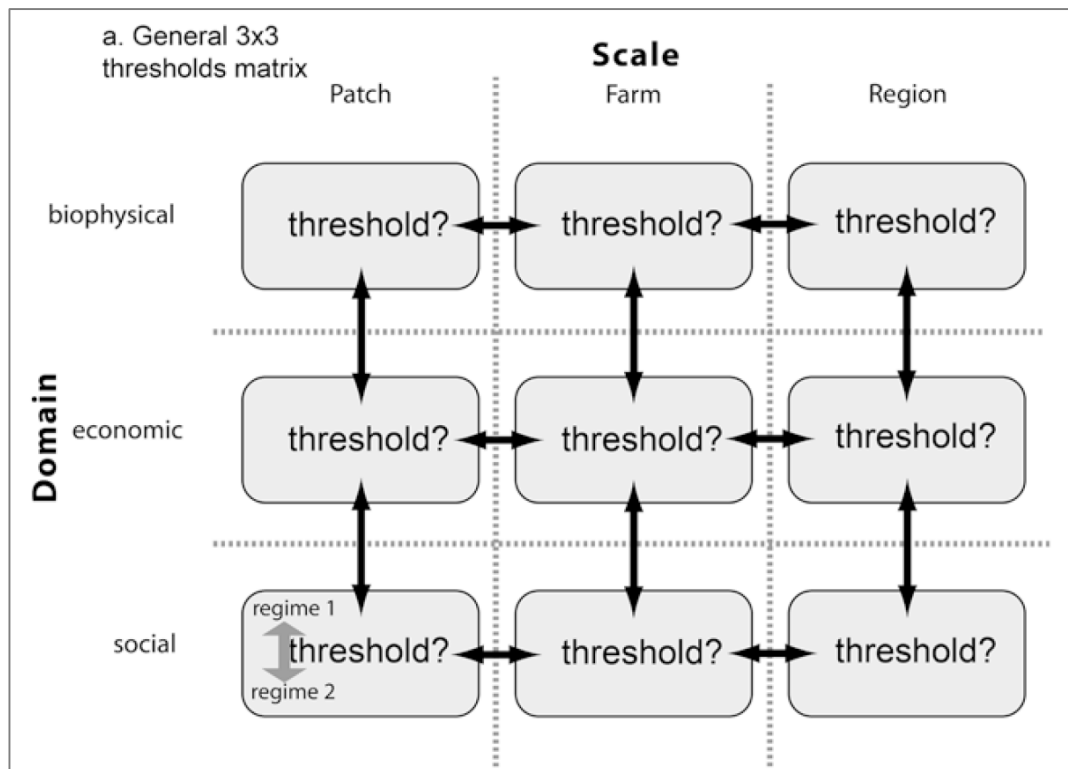 a. General 3x3
thresholds matrix
Scale
Patch
Farm
Region
Domain
biophysical
threshold?
threshold?
threshold?
economic
threshold?
threshold?
threshold?
social
regime 1
threshold?
regime 2
threshold?
threshold?